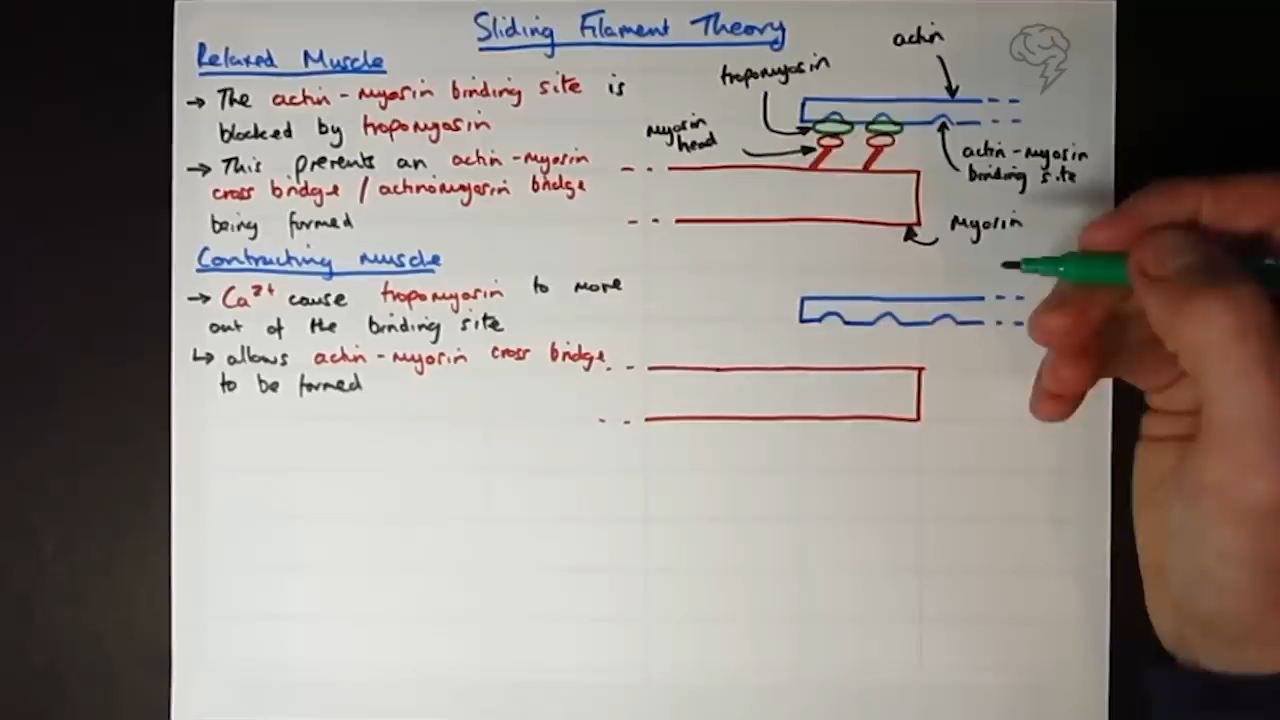 Sliding Filament Theory
Relaxed Muscle
→ The actin - myosin binding site is
blocked by tropomyosin
→ This prevents an actin-myosin
cross bridge / actinomyosin bridge
being formed
Contracting muscle
→ Ca²⁺ cause tropomyosin to move
out of the binding site
↳ allows actin - myosin cross bridge
to be formed
actin
tropomyosin
myosin
head
actin-myosin
binding site
Myosin